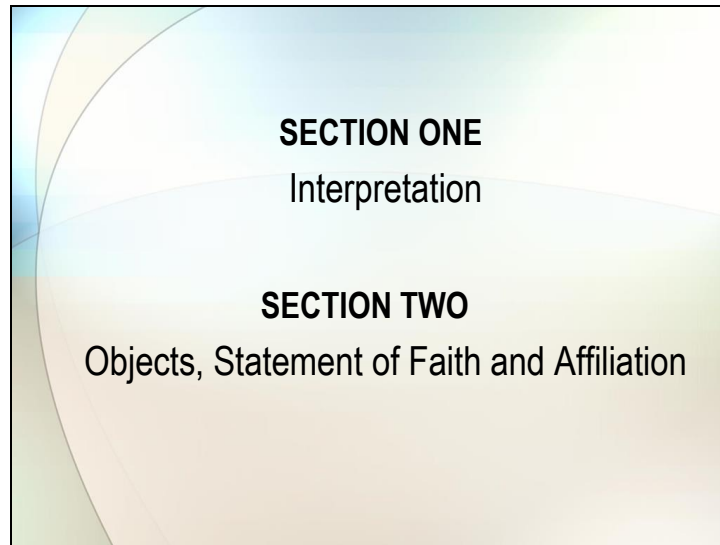 SECTION ONE
Interpretation
SECTION TWO
Objects, Statement of Faith and Affiliation